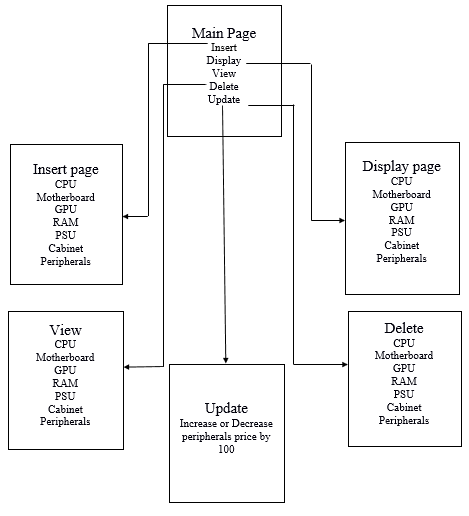 Main Page
Insert
Display
View
Delete
Update
Insert page
CPU
Motherboard
GPU
RAM
PSU
Cabinet
Peripherals
Display page
CPU
Motherboard
GPU
RAM
PSU
Cabinet
Peripherals
View
CPU
Motherboard
GPU
RAM
PSU
Cabinet
Peripherals
Update
Increase or Decrease
peripherals price by
100
Delete
CPU
Motherboard
GPU
RAM
PSU
Cabinet
Peripherals